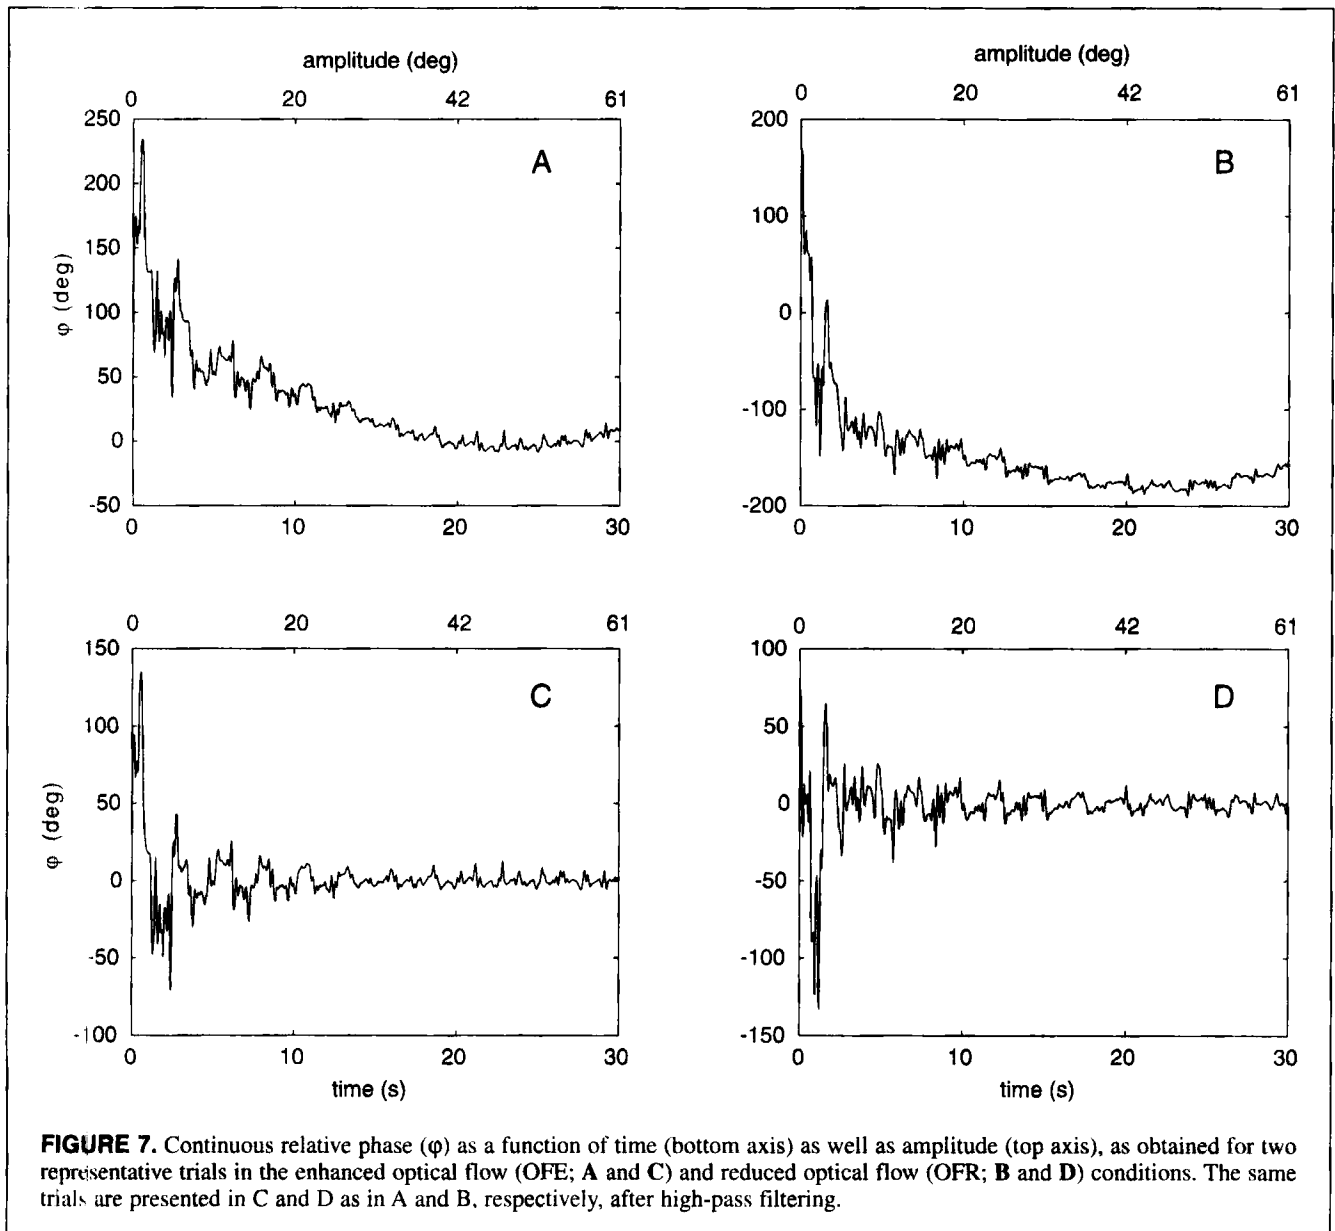 amplitude (deg)
0 20 42 61
250
200
150
100
50
0
-50
φ (deg)
A
0 10 20 30
amplitude (deg)
0 20 42 61
200
100
0
-100
-200
B
0 10 20 30
0 20 42 61
150
100
50
0
-50
-100
φ (deg)
C
0 10 20 30
time (s)
0 20 42 61
100
50
0
-50
-100
-150
D
0 10 20 30
time (s)
FIGURE 7. Continuous relative phase (φ) as a function of time (bottom axis) as well as amplitude (top axis), as obtained for two
representative trials in the enhanced optical flow (OFE; A and C) and reduced optical flow (OFR; B and D) conditions. The same
trials are presented in C and D as in A and B, respectively, after high-pass filtering.